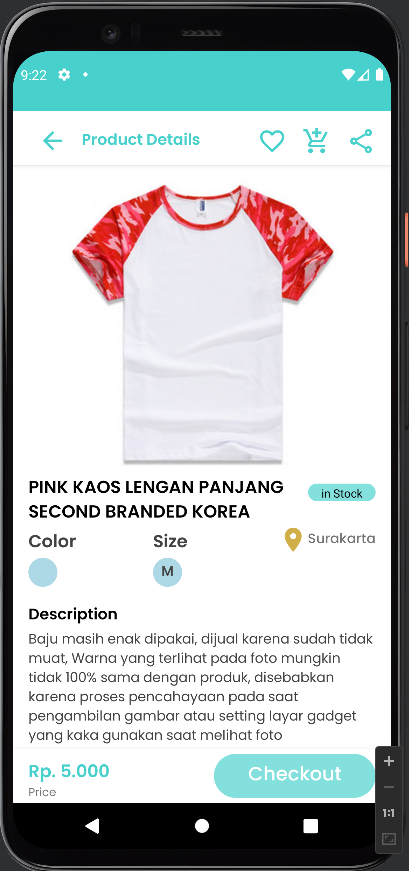 9:22
Product Details
PINK KAOS LENGAN PANJANG
SECOND BRANDED KOREA
in Stock
Color
Size
Surakarta
M
Description
Baju masih enak dipakai, dijual karena sudah tidak
muat, Warna yang terlihat pada foto mungkin
tidak 100% sama dengan produk, disebabkan
karena proses pencahayaan pada saat
pengambilan gambar atau setting layar gadget
yang kaka gunakan saat melihat foto
Rp. 5.000
Price
Checkout
1:1